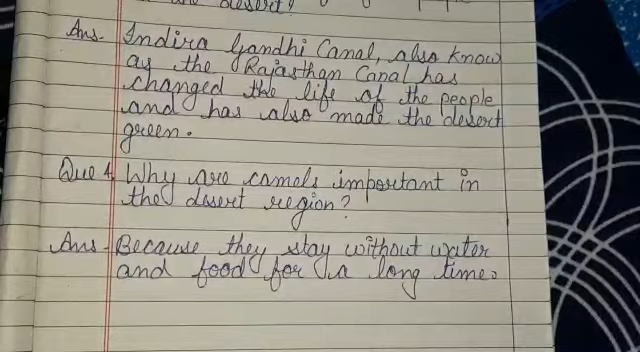 desert?
Ans. Indira Gandhi Canal, also know
as the Rajasthan Canal has
changed the life of the people
and has also made the desert
green.
Que 4 Why are camels important in
the desert region?
Ans - Because they stay without water
and food for a long time.